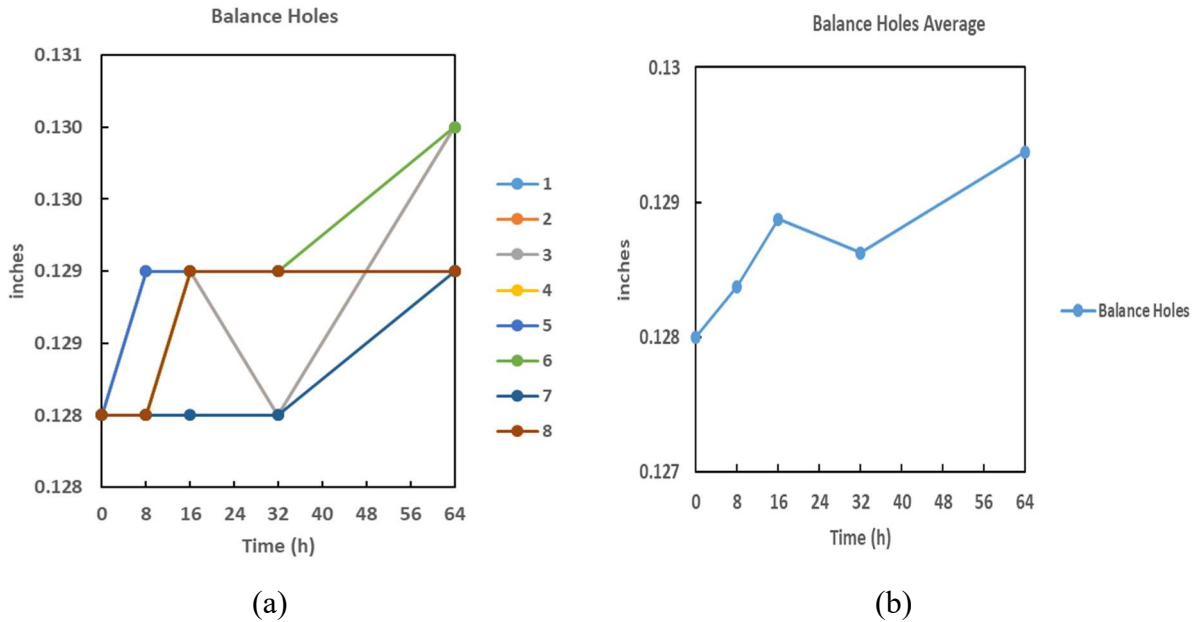 Balance Holes
0.131
0.130
0.130
0.129
0.129
0.128
0.128
inches
0 8 16 24 32 40 48 56 64
Time (h)
1
2
3
4
5
6
7
8
(a)
Balance Holes Average
0.13
0.129
0.128
0.127
inches
0 8 16 24 32 40 48 56 64
Time (h)
Balance Holes
(b)